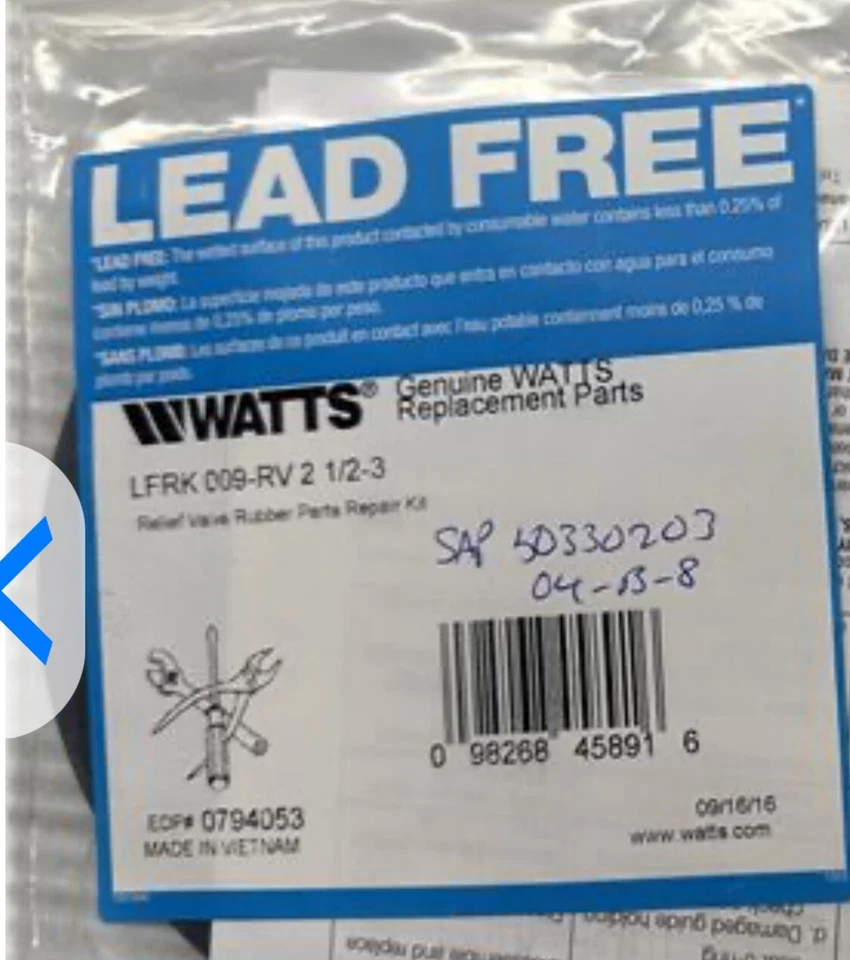 LEAD FREE*
*LEAD FREE: The wetted surface of this product contacted by consumable water contains less than 0.25% of
lead by weight.
*SIN PLOMO: La superficie mojada de este producto que entra en contacto con agua para el consumo
contiene menos de 0,25% de plomo por peso.
*SANS PLOMB: Les surfaces de ce produit en contact avec l'eau potable contiennent moins de 0,25 % de
plomb par poids.
WATTS® Genuine WATTS
Replacement Parts
LFRK 009-RV 2 1/2-3
Relief Valve Rubber Parts Repair Kit
SAP 50330203
04-B-8
0 98268 45891 6
EDP# 0794053
MADE IN VIETNAM
09/16/16
www.watts.com
d. Damaged guide holding